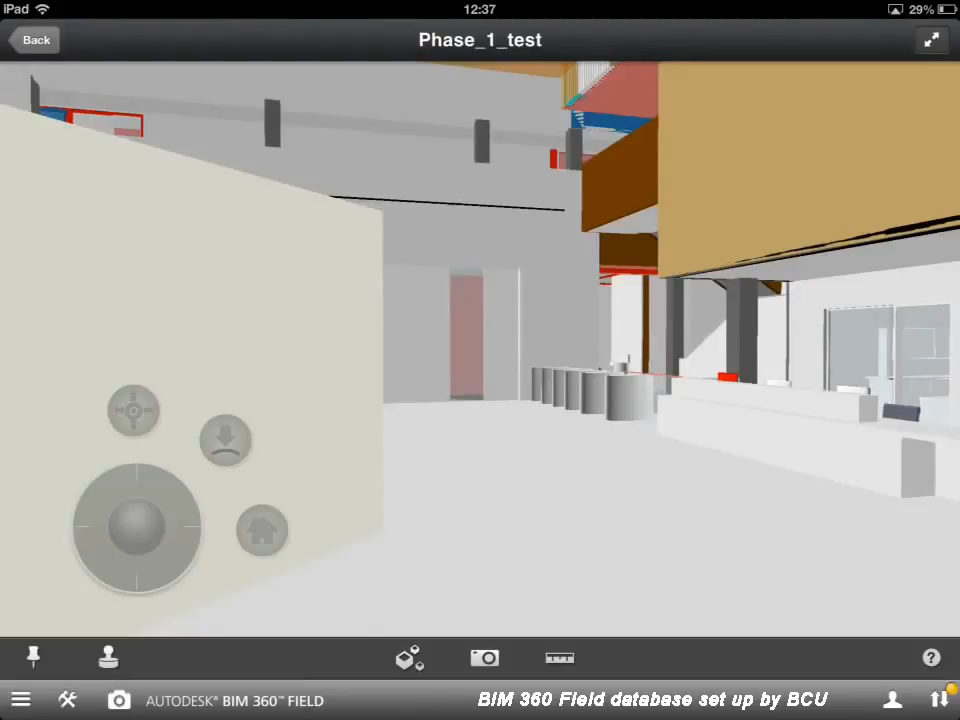 iPad 12:37 29%
Back Phase_1_test
?
AUTODESK® BIM 360™ FIELD BIM 360 Field database set up by BCU